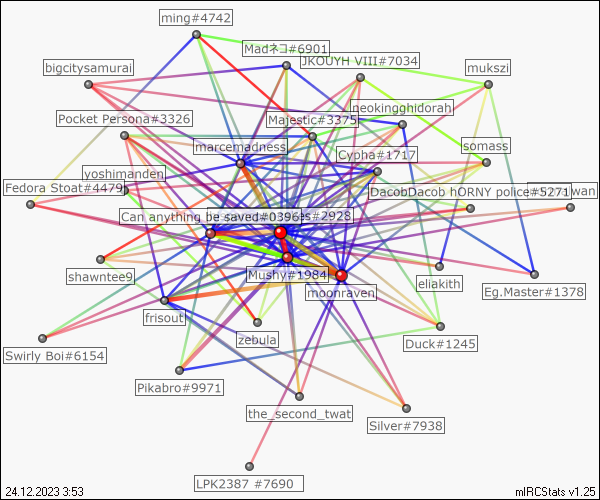 ming#4742
Madネコ#6901
JKOUYH VIII#7034
bigcitysamurai
mukszi
neokingghidorah
Pocket Persona#3326
Majestic#3375
marcemadness
somass
Cypha#1717
yoshimanden
Fedora Stoat#4479
DacobDacob hORNY police#5271
wan
Can anything be saved#0396
s#2928
shawntee9
Mushy#1984
eliakith
moonraven
Eg.Master#1378
frisout
zebula
Duck#1245
Swirly Boi#6154
Pikabro#9971
the_second_twat
Silver#7938
LPK2387 #7690
24.12.2023 3:53
mIRCStats v1.25